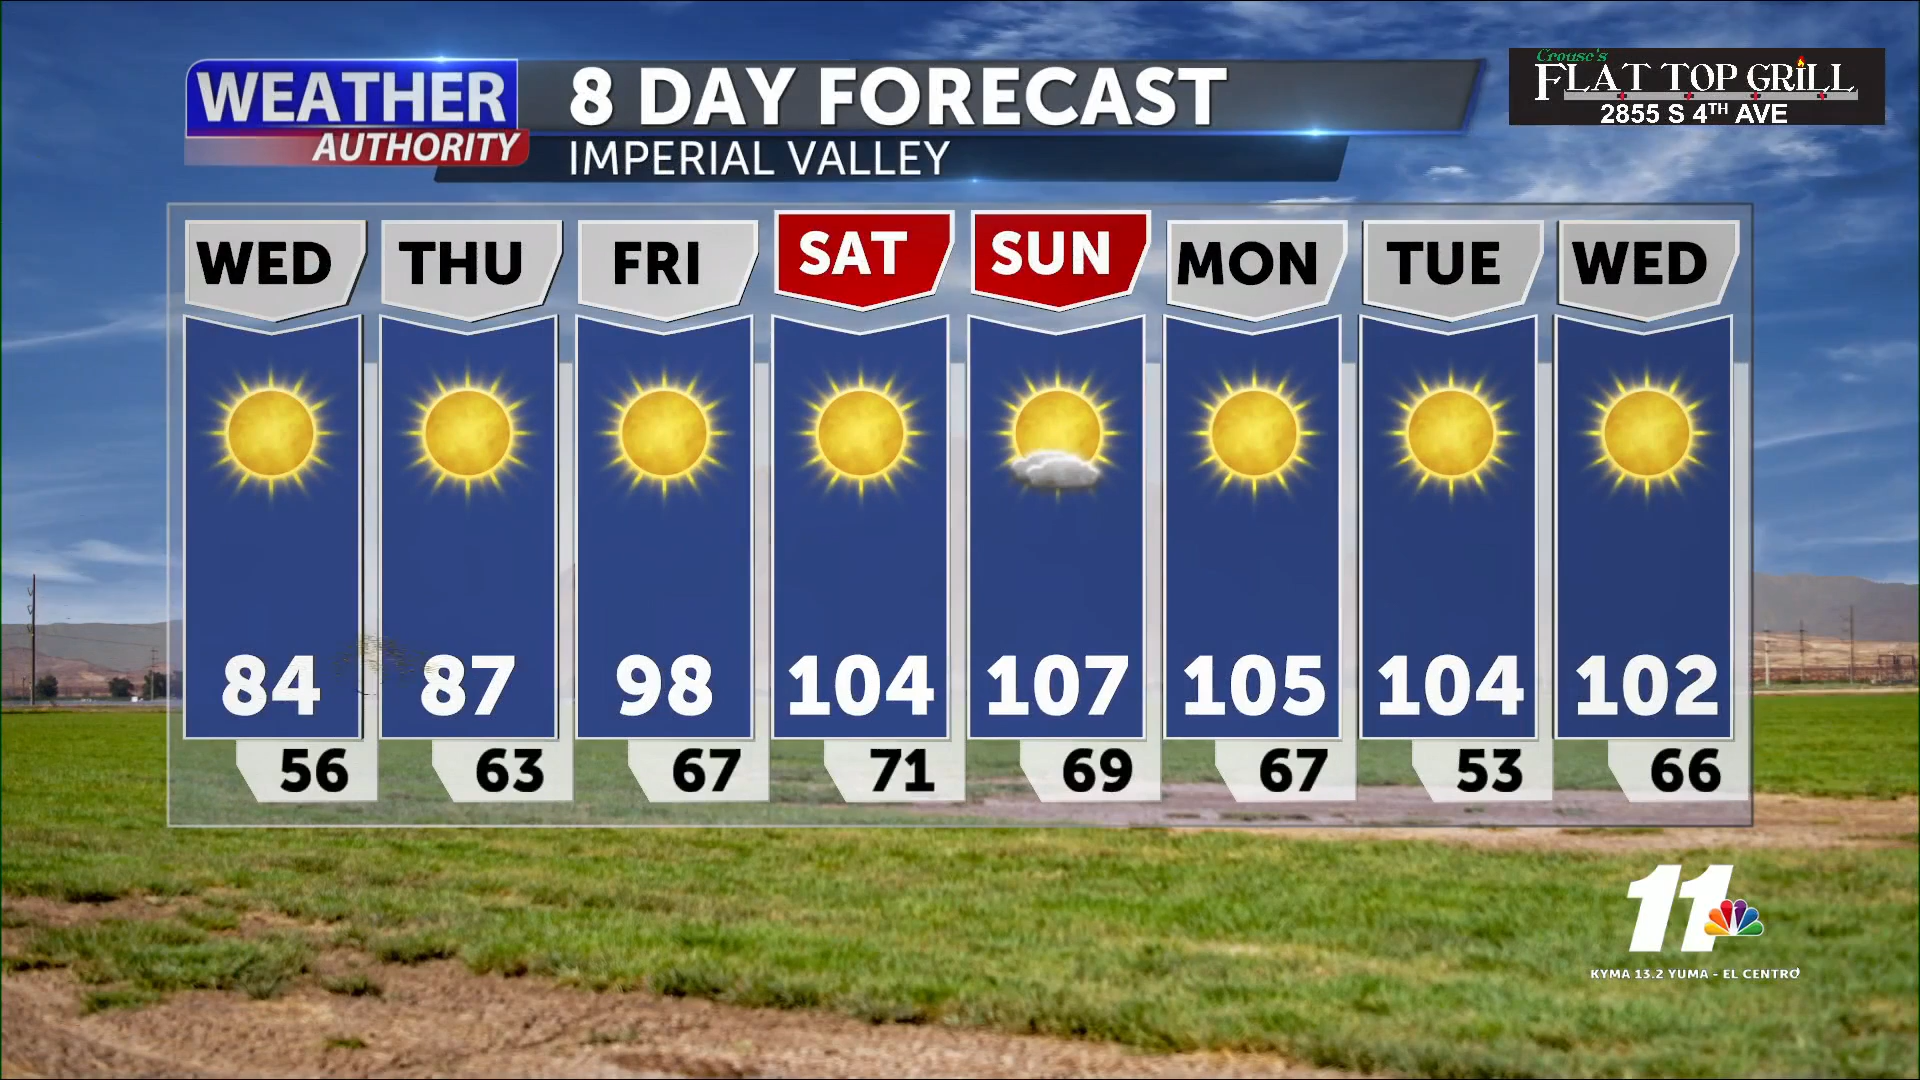 WEATHER
AUTHORITY
8 DAY FORECAST
IMPERIAL VALLEY
Crouse's
FLAT TOP GRILL
2855 S 4TH AVE
WED THU FRI SAT SUN MON TUE WED
84 87 98 104 107 105 104 102
56 63 67 71 69 67 53 66
11
KYMA 13.2 YUMA - EL CENTRO